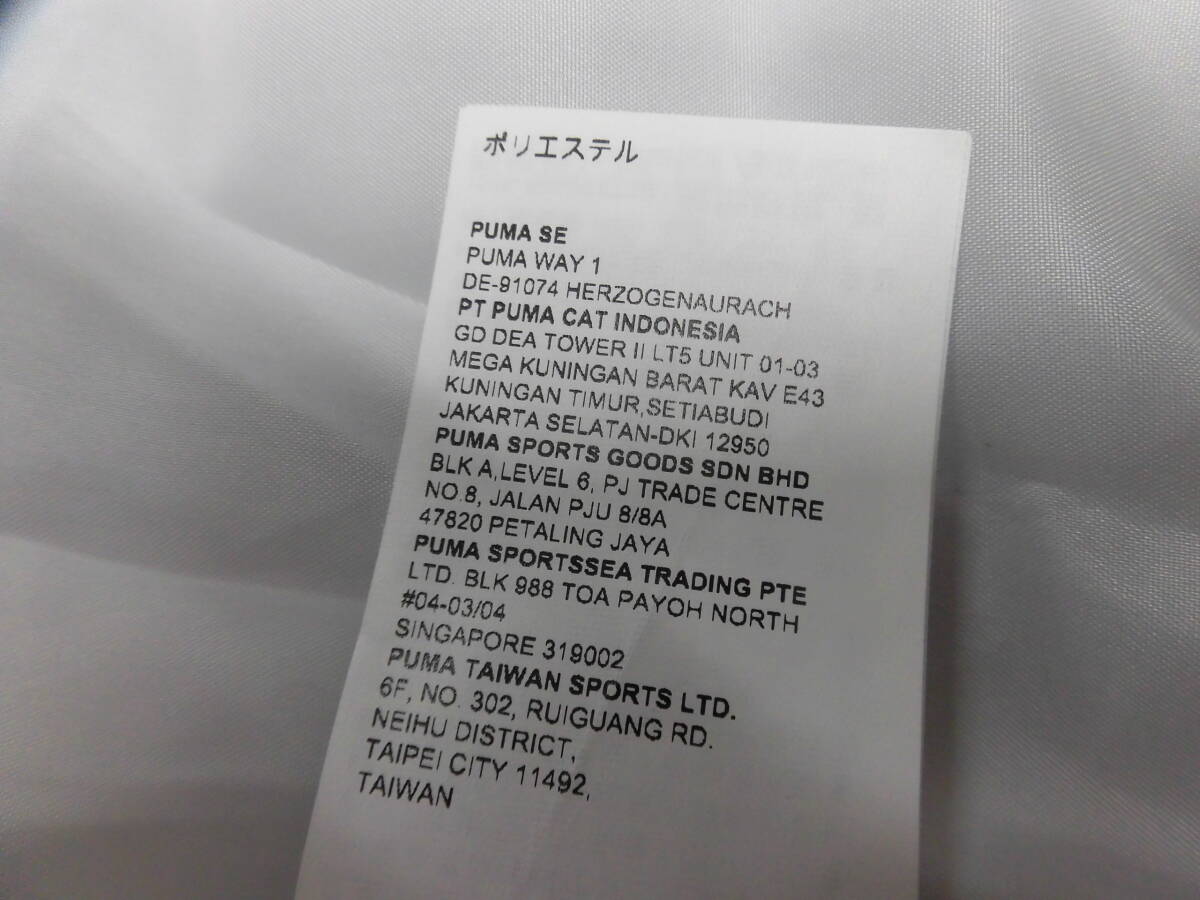 ポリエステル
PUMA SE
PUMA WAY 1
DE-91074 HERZOGENAURACH
PT PUMA CAT INDONESIA
GD DEA TOWER II LT5 UNIT 01-03
MEGA KUNINGAN BARAT KAV E43
KUNINGAN TIMUR,SETIABUDI
JAKARTA SELATAN-DKI 12950
PUMA SPORTS GOODS SDN BHD
BLK A,LEVEL 6, PJ TRADE CENTRE
NO.8, JALAN PJU 8/8A
47820 PETALING JAYA
PUMA SPORTSSEA TRADING PTE
LTD. BLK 988 TOA PAYOH NORTH
#04-03/04
SINGAPORE 319002
PUMA TAIWAN SPORTS LTD.
6F, NO. 302, RUIGUANG RD.
NEIHU DISTRICT,
TAIPEI CITY 11492,
TAIWAN